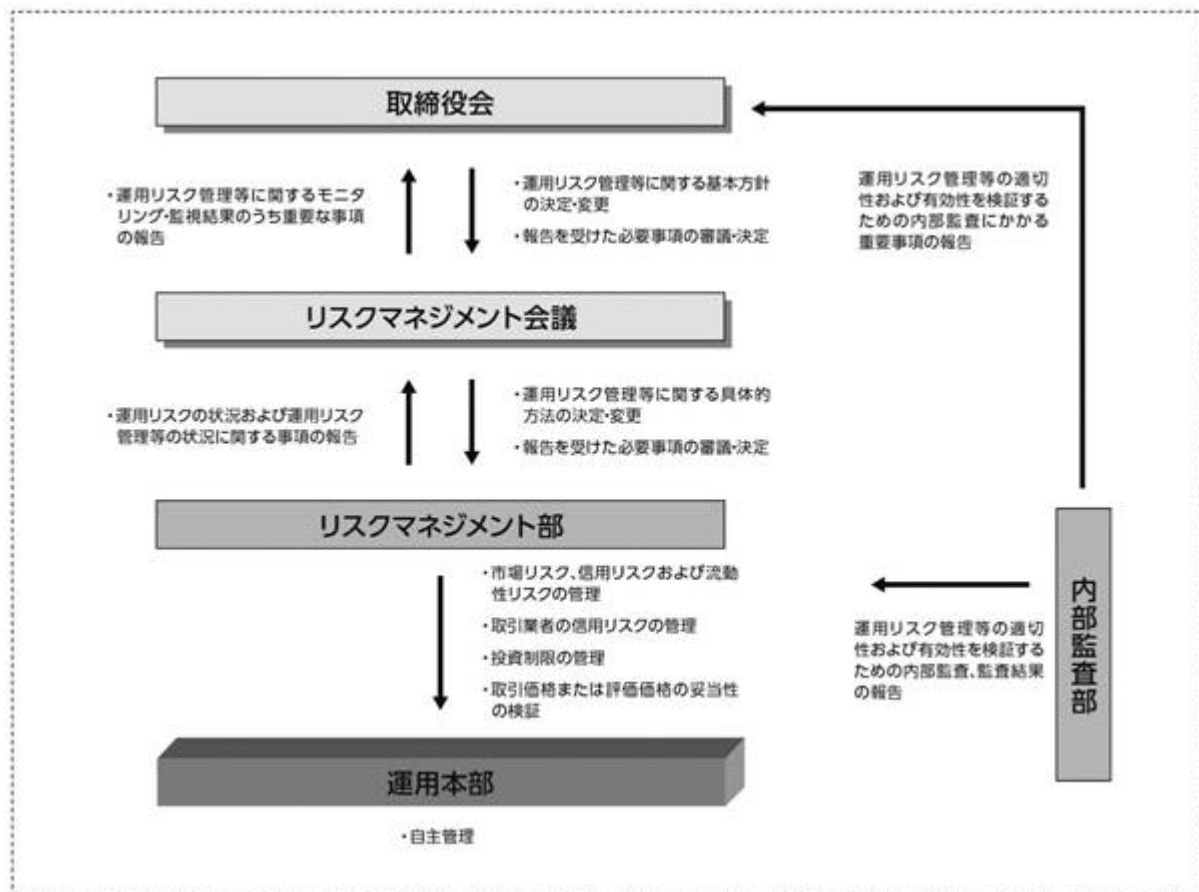 取締役会
・運用リスク管理等に関するモニタ
リング・監視結果のうち重要な事項
の報告
・運用リスク管理等に関する基本方針
の決定・変更
・報告を受けた必要事項の審議・決定
運用リスク管理等の適切
性および有効性を検証する
ための内部監査にかかる
重要事項の報告
リスクマネジメント会議
・運用リスクの状況および運用リスク
管理等の状況に関する事項の報告
・運用リスク管理等に関する具体的
方法の決定・変更
・報告を受けた必要事項の審議・決定
リスクマネジメント部
・市場リスク、信用リスクおよび流動
性リスクの管理
・取引業者の信用リスクの管理
・投資制限の管理
・取引価格または評価価格の妥当性
の検証
運用リスク管理等の適切
性および有効性を検証する
ための内部監査、監査結果
の報告
内部監査部
運用本部
・自主管理